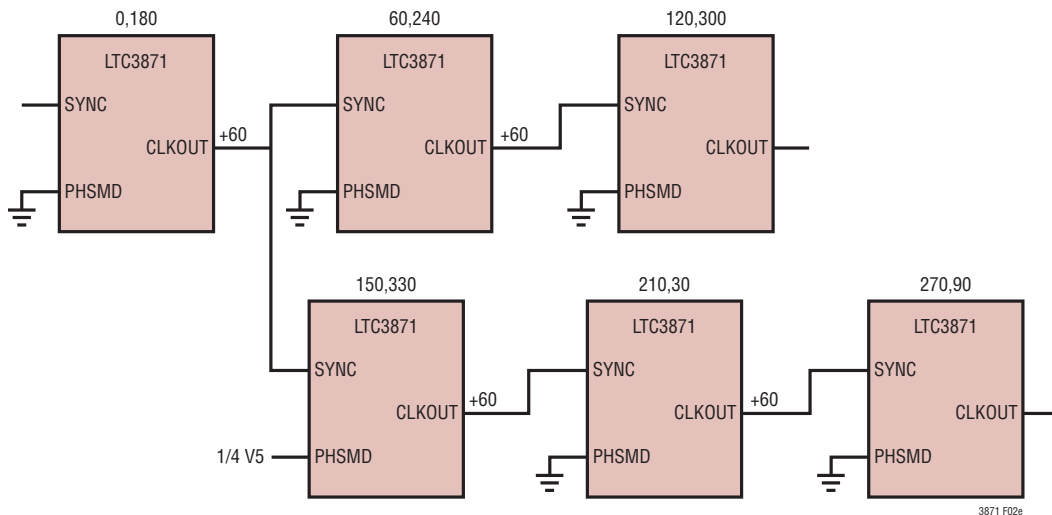 0,180
LTC3871
SYNC
CLKOUT
+60
PHSMD
60,240
LTC3871
SYNC
CLKOUT
+60
PHSMD
120,300
LTC3871
SYNC
CLKOUT
PHSMD
150,330
LTC3871
SYNC
CLKOUT
+60
1/4 V5
PHSMD
210,30
LTC3871
SYNC
CLKOUT
+60
PHSMD
270,90
LTC3871
SYNC
CLKOUT
PHSMD
3871 F02e